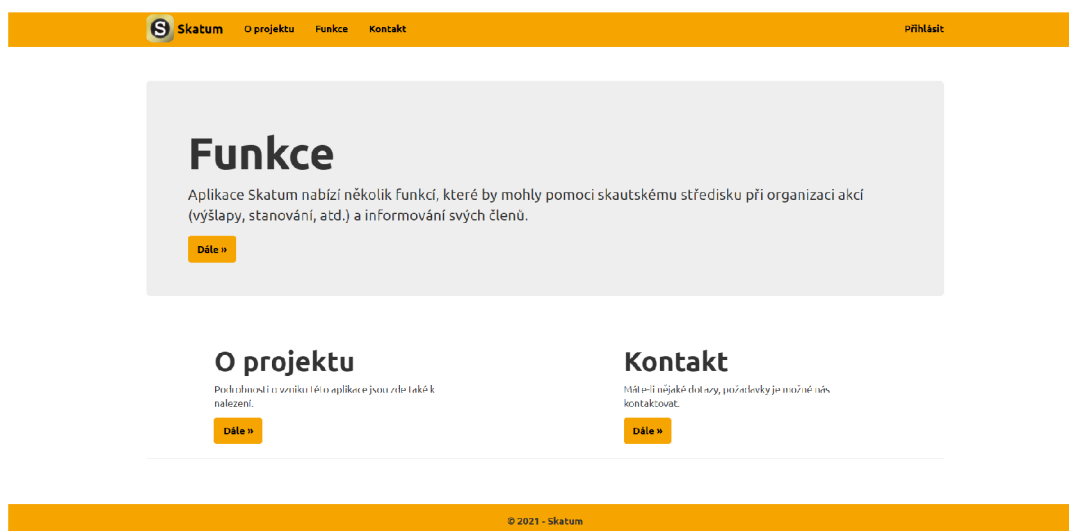 S Skatum O projektu Funkce Kontakt Přihlásit
Funkce
Aplikace Skatum nabízí několik funkcí, které by mohly pomoci skautskému středisku při organizaci akcí
(výšlapy, stanování, atd.) a informování svých členů.
Dále »
O projektu
Podrobnosti o vzniku této aplikace jsou zde také k
nalezení.
Dále »
Kontakt
Máte-li nějaké dotazy, požadavky je možné nás
kontaktovat.
Dále »
© 2021 - Skatum